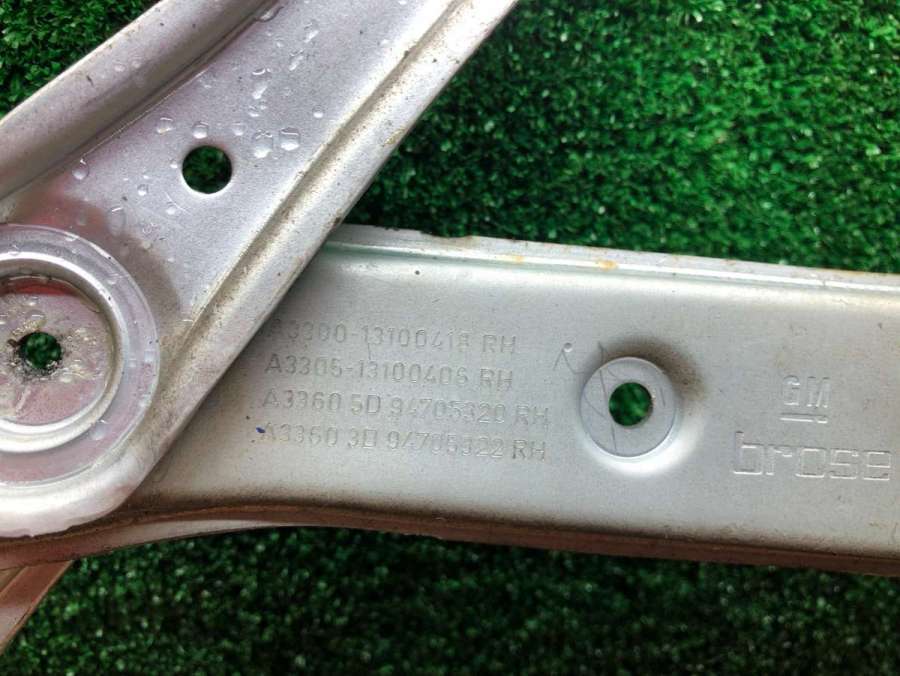 A3300-13100418 RH
A3305-13100406 RH
A3360 5D 94705320 RH
A3360 3D 94705322 RH
GM
brose